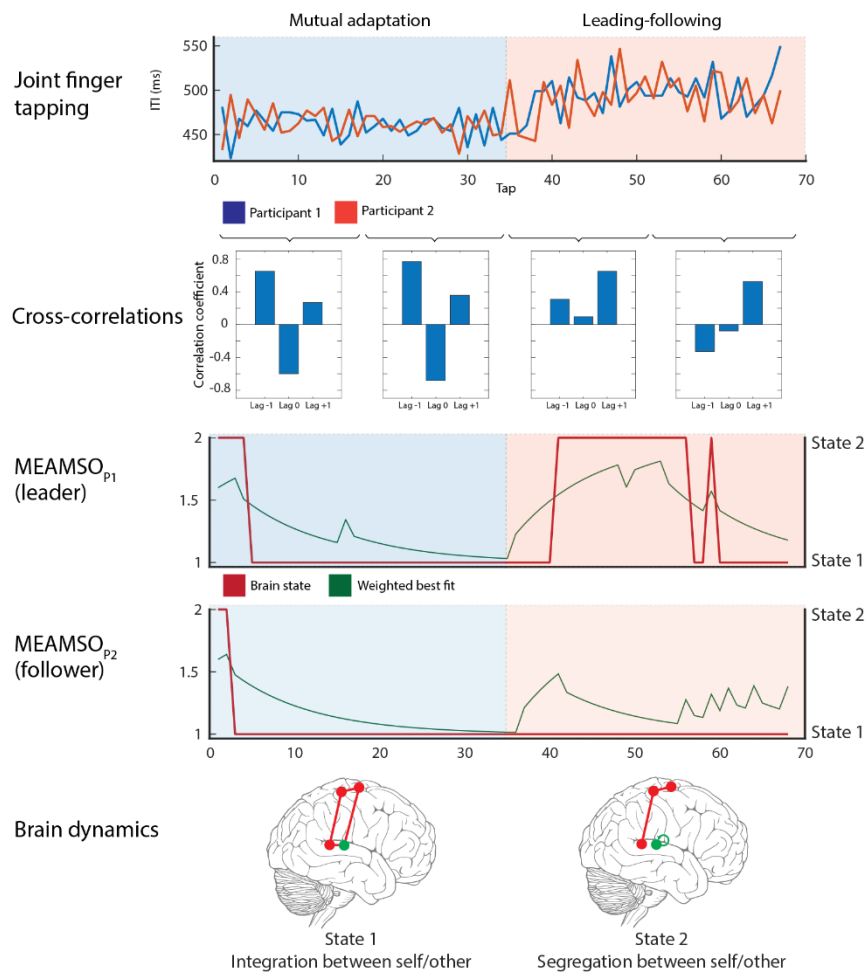 Mutual adaptation
Leading-following
Joint finger
tapping
ITI (ms)
550
500
450
0
10
20
30
40
50
60
70
Tap
Participant 1
Participant 2
Cross-correlations
Correlation coefficient
0.8
0.4
0
-0.4
-0.8
Lag -1 Lag 0 Lag +1
Lag -1 Lag 0 Lag +1
Lag -1 Lag 0 Lag +1
Lag -1 Lag 0 Lag +1
MEAMSOP1
(leader)
2
1.5
1
State 2
State 1
Brain state
Weighted best fit
MEAMSOP2
(follower)
2
1.5
1
State 2
State 1
0
10
20
30
40
50
60
70
Brain dynamics
State 1
Integration between self/other
State 2
Segregation between self/other